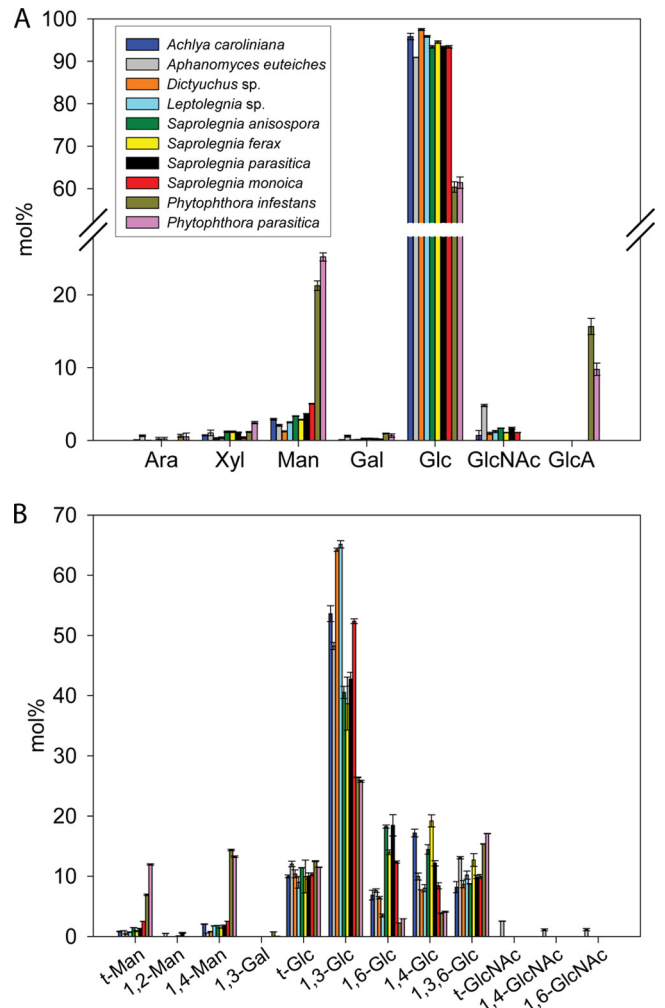 A
100
90
80
70
60
20
10
0
mol%
Achlya caroliniana
Aphanomyces euteiches
Dictyuchus sp.
Leptolegnia sp.
Saprolegnia anisospora
Saprolegnia ferax
Saprolegnia parasitica
Saprolegnia monoica
Phytophthora infestans
Phytophthora parasitica
Ara Xyl Man Gal Glc GlcNAc GlcA
B
70
60
50
40
30
20
10
0
mol%
t-Man
1,2-Man
1,4-Man
1,3-Gal
t-Glc
1,3-Glc
1,6-Glc
1,4-Glc
1,3,6-Glc
t-GlcNAc
1,4-GlcNAc
1,6-GlcNAc